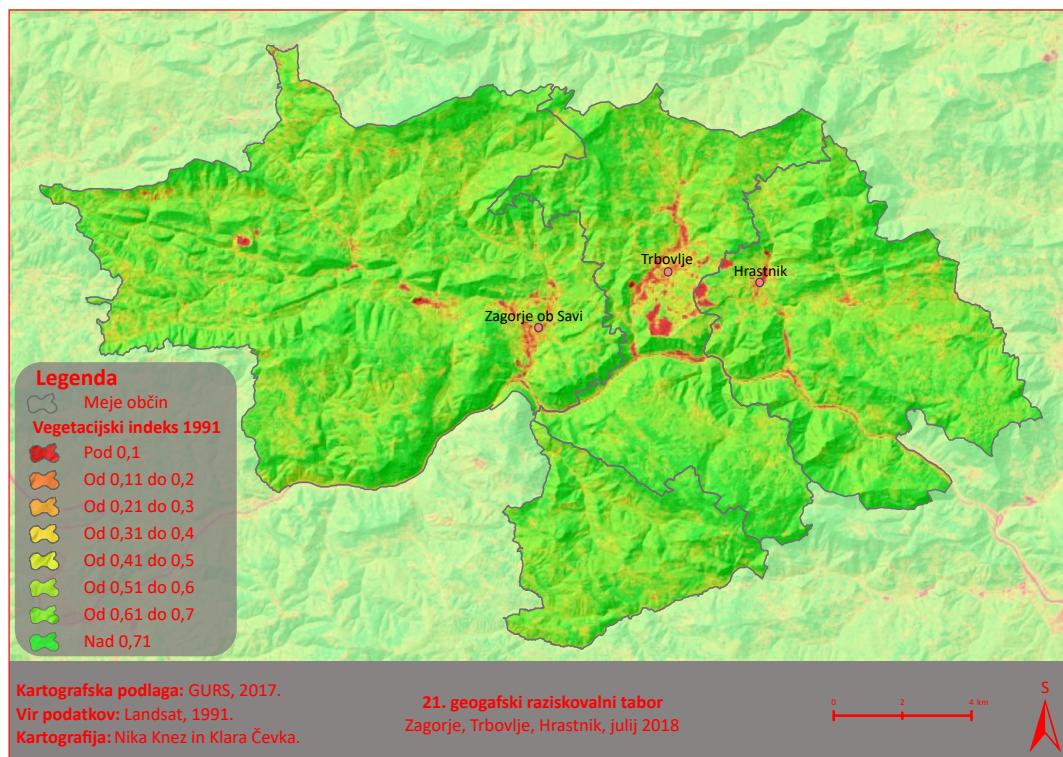 Trbovlje
Hrastnik
Zagorje ob Savi
Legenda
Meje občin
Vegetacijski indeks 1991
Pod 0,1
Od 0,11 do 0,2
Od 0,21 do 0,3
Od 0,31 do 0,4
Od 0,41 do 0,5
Od 0,51 do 0,6
Od 0,61 do 0,7
Nad 0,71
Kartografska podlaga: GURS, 2017.
Vir podatkov: Landsat, 1991.
Kartografija: Nika Knez in Klara Čevka.
21. geogafski raziskovalni tabor
Zagorje, Trbovlje, Hrastnik, julij 2018
0 2 4 km
S